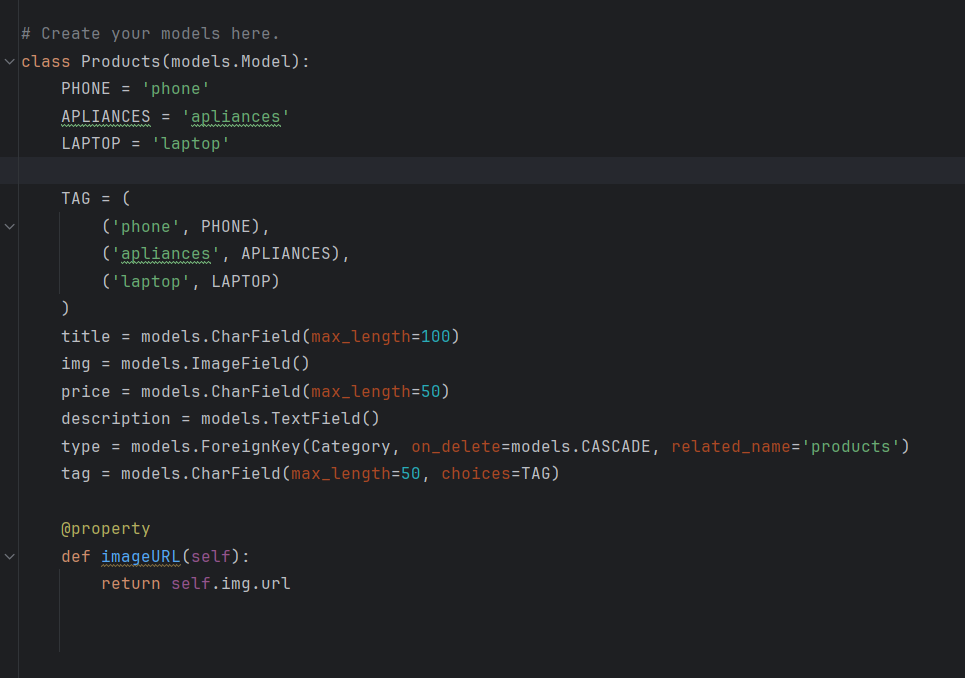 # Create your models here.
class Products(models.Model):
    PHONE = 'phone'
    APLIANCES = 'apliances'
    LAPTOP = 'laptop'
    TAG = (
        ('phone', PHONE),
        ('apliances', APLIANCES),
        ('laptop', LAPTOP)
    )
    title = models.CharField(max_length=100)
    img = models.ImageField()
    price = models.CharField(max_length=50)
    description = models.TextField()
    type = models.ForeignKey(Category, on_delete=models.CASCADE, related_name='products')
    tag = models.CharField(max_length=50, choices=TAG)
    @property
    def imageURL(self):
        return self.img.url